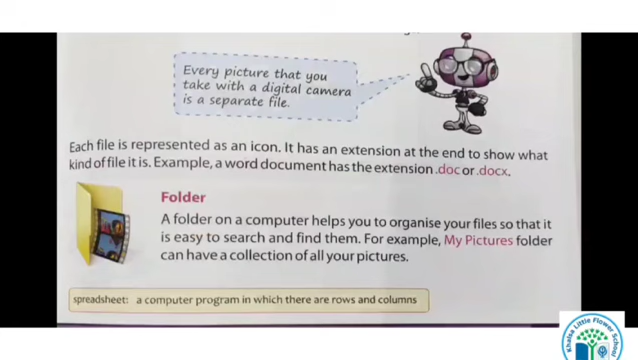 Every picture that you
take with a digital camera
is a separate file.
Each file is represented as an icon. It has an extension at the end to show what
kind of file it is. Example, a word document has the extension .doc or .docx.
Folder
A folder on a computer helps you to organise your files so that it
is easy to search and find them. For example, My Pictures folder
can have a collection of all your pictures.
spreadsheet: a computer program in which there are rows and columns
Khalsa Little Flower School